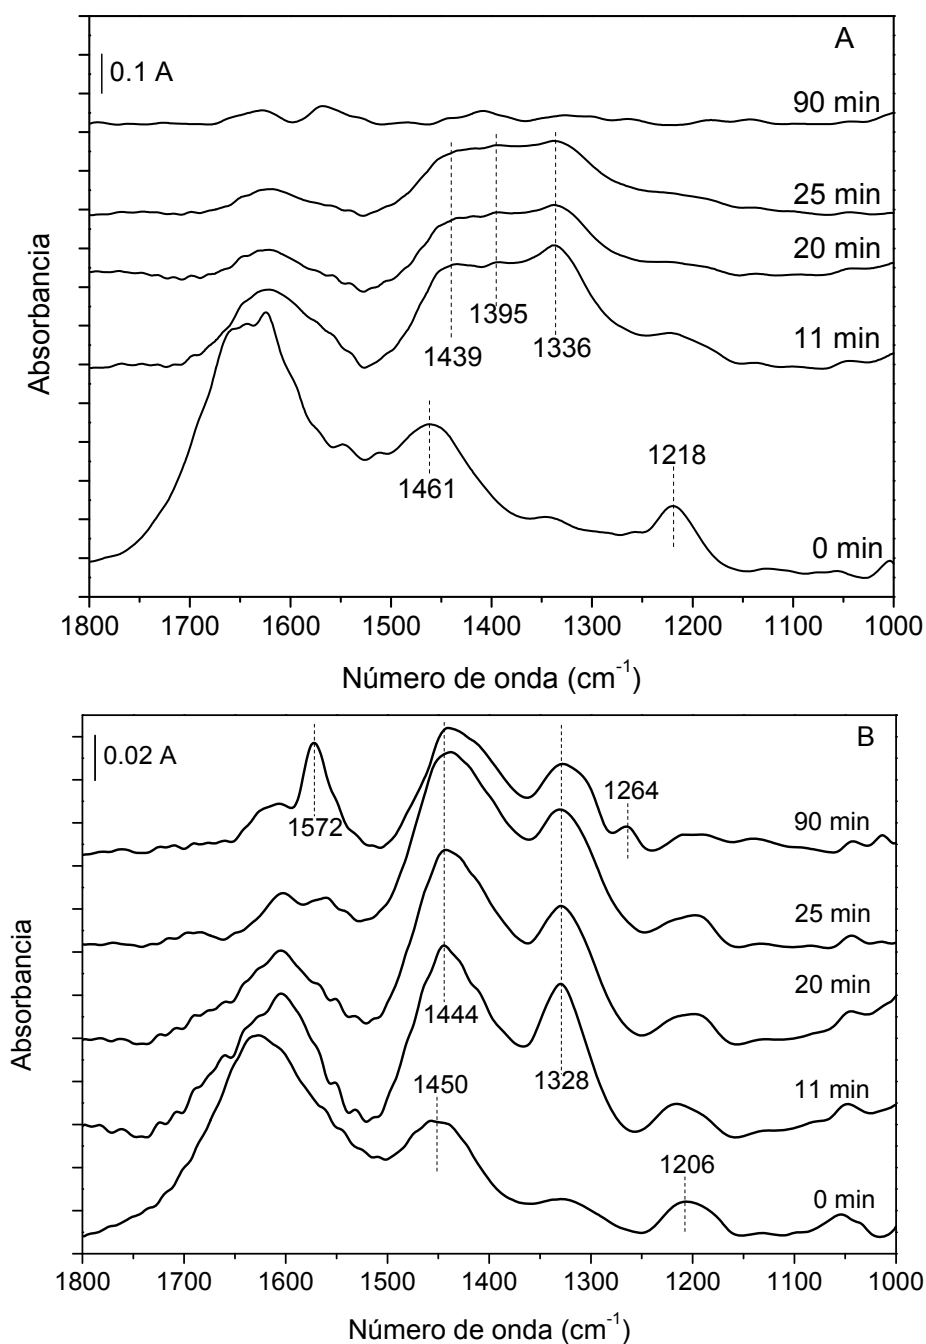 A
0.1 A
90 min
25 min
20 min
11 min
0 min
1439
1395
1336
1461
1218
Absorbancia
1800 1700 1600 1500 1400 1300 1200 1100 1000
Número de onda (cm⁻¹)
B
0.02 A
1572
1264
90 min
25 min
20 min
1444
1328
11 min
1450
1206
0 min
Absorbancia
1800 1700 1600 1500 1400 1300 1200 1100 1000
Número de onda (cm⁻¹)